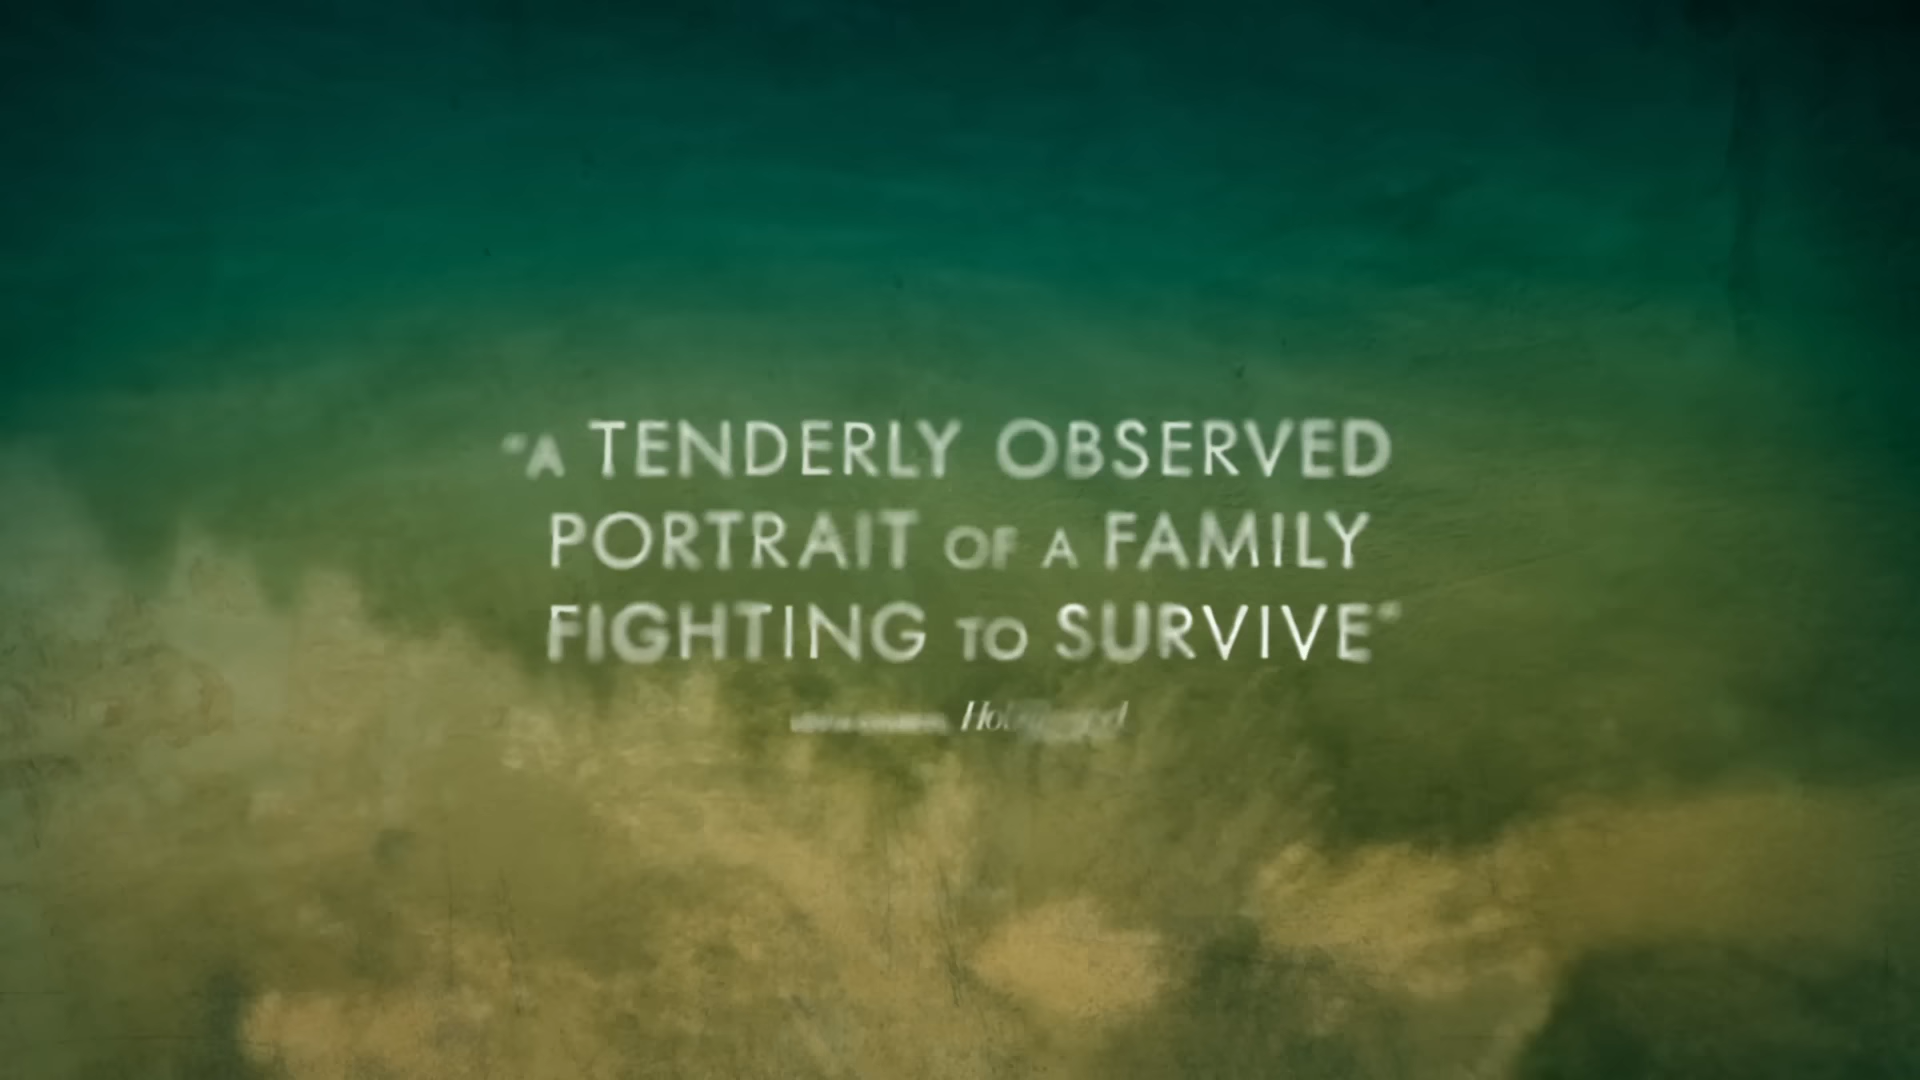 "A TENDERLY OBSERVED
PORTRAIT OF A FAMILY
FIGHTING TO SURVIVE"